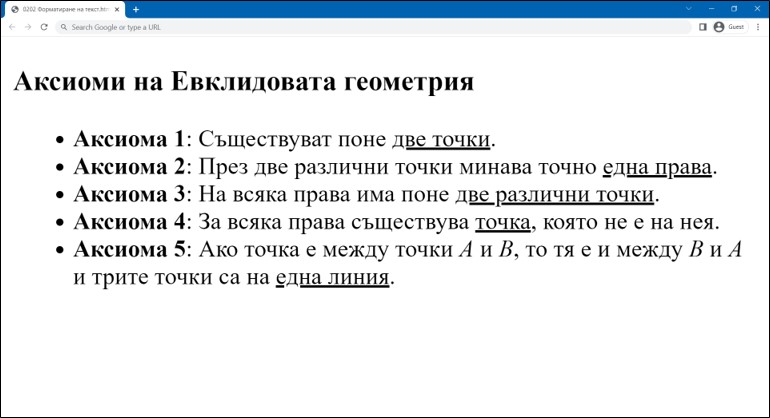 0202 Форматиране на текст.htm
Search Google or type a URL
Guest
Аксиоми на Евклидовата геометрия
• Аксиома 1: Съществуват поне две точки.
• Аксиома 2: През две различни точки минава точно една права.
• Аксиома 3: На всяка права има поне две различни точки.
• Аксиома 4: За всяка права съществува точка, която не е на нея.
• Аксиома 5: Ако точка е между точки A и B, то тя е и между B и A
и трите точки са на една линия.